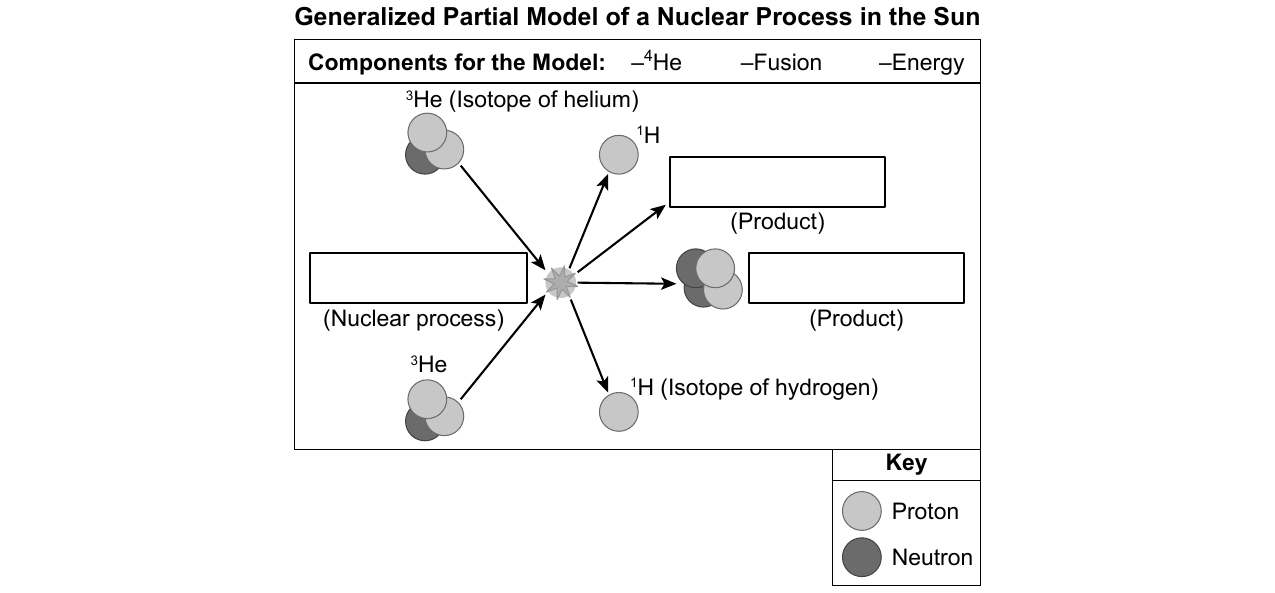 Generalized Partial Model of a Nuclear Process in the Sun
Components for the Model: –⁴He –Fusion –Energy
³He (Isotope of helium)
¹H
(Product)
(Nuclear process)
(Product)
³He
¹H (Isotope of hydrogen)
Key
Proton
Neutron